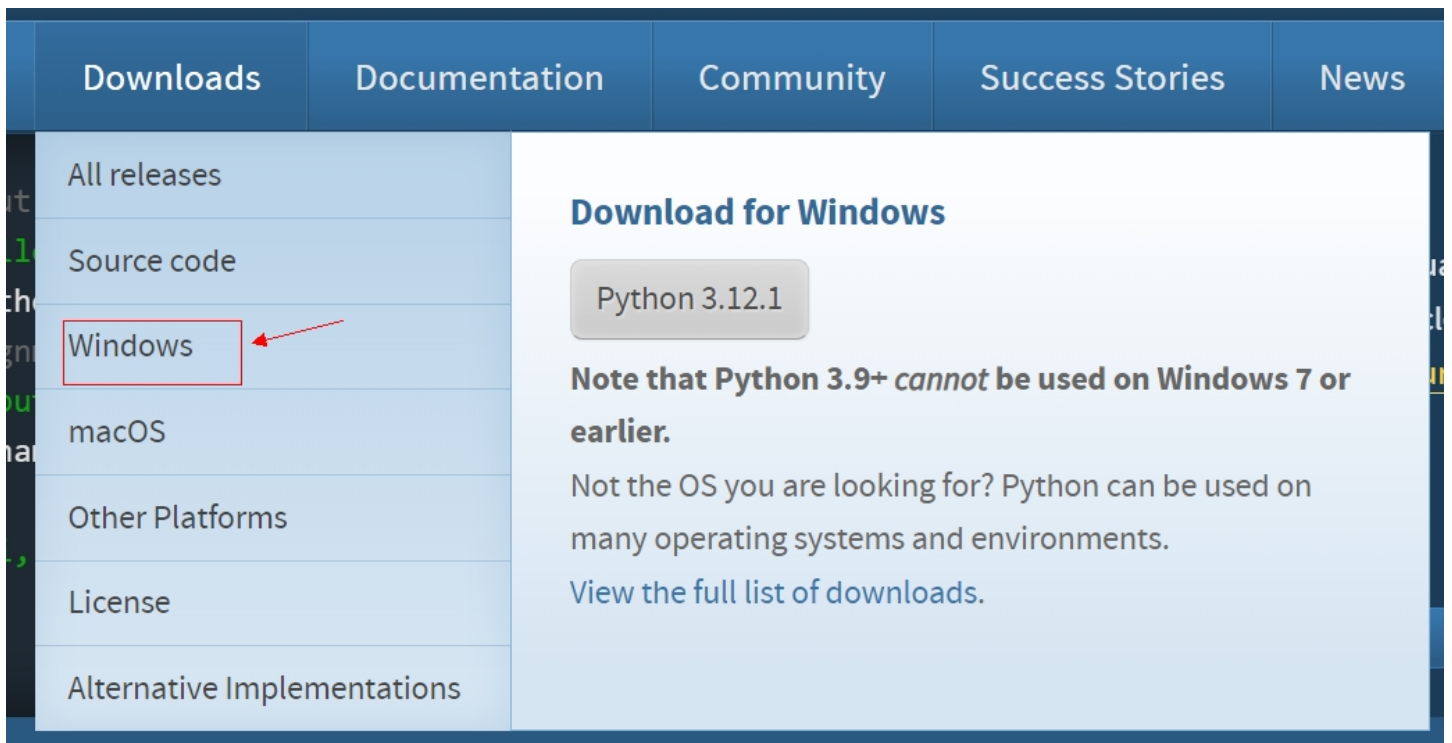 Downloads
Documentation
Community
Success Stories
News
All releases
Source code
Windows
macOS
Other Platforms
License
Alternative Implementations
Download for Windows
Python 3.12.1
Note that Python 3.9+ cannot be used on Windows 7 or
earlier.
Not the OS you are looking for? Python can be used on
many operating systems and environments.
View the full list of downloads.